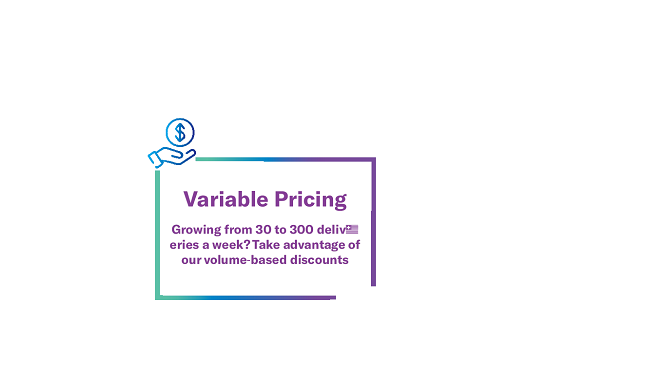 $
Variable Pricing
Growing from 30 to 300 deliv
eries a week? Take advantage of
our volume-based discounts